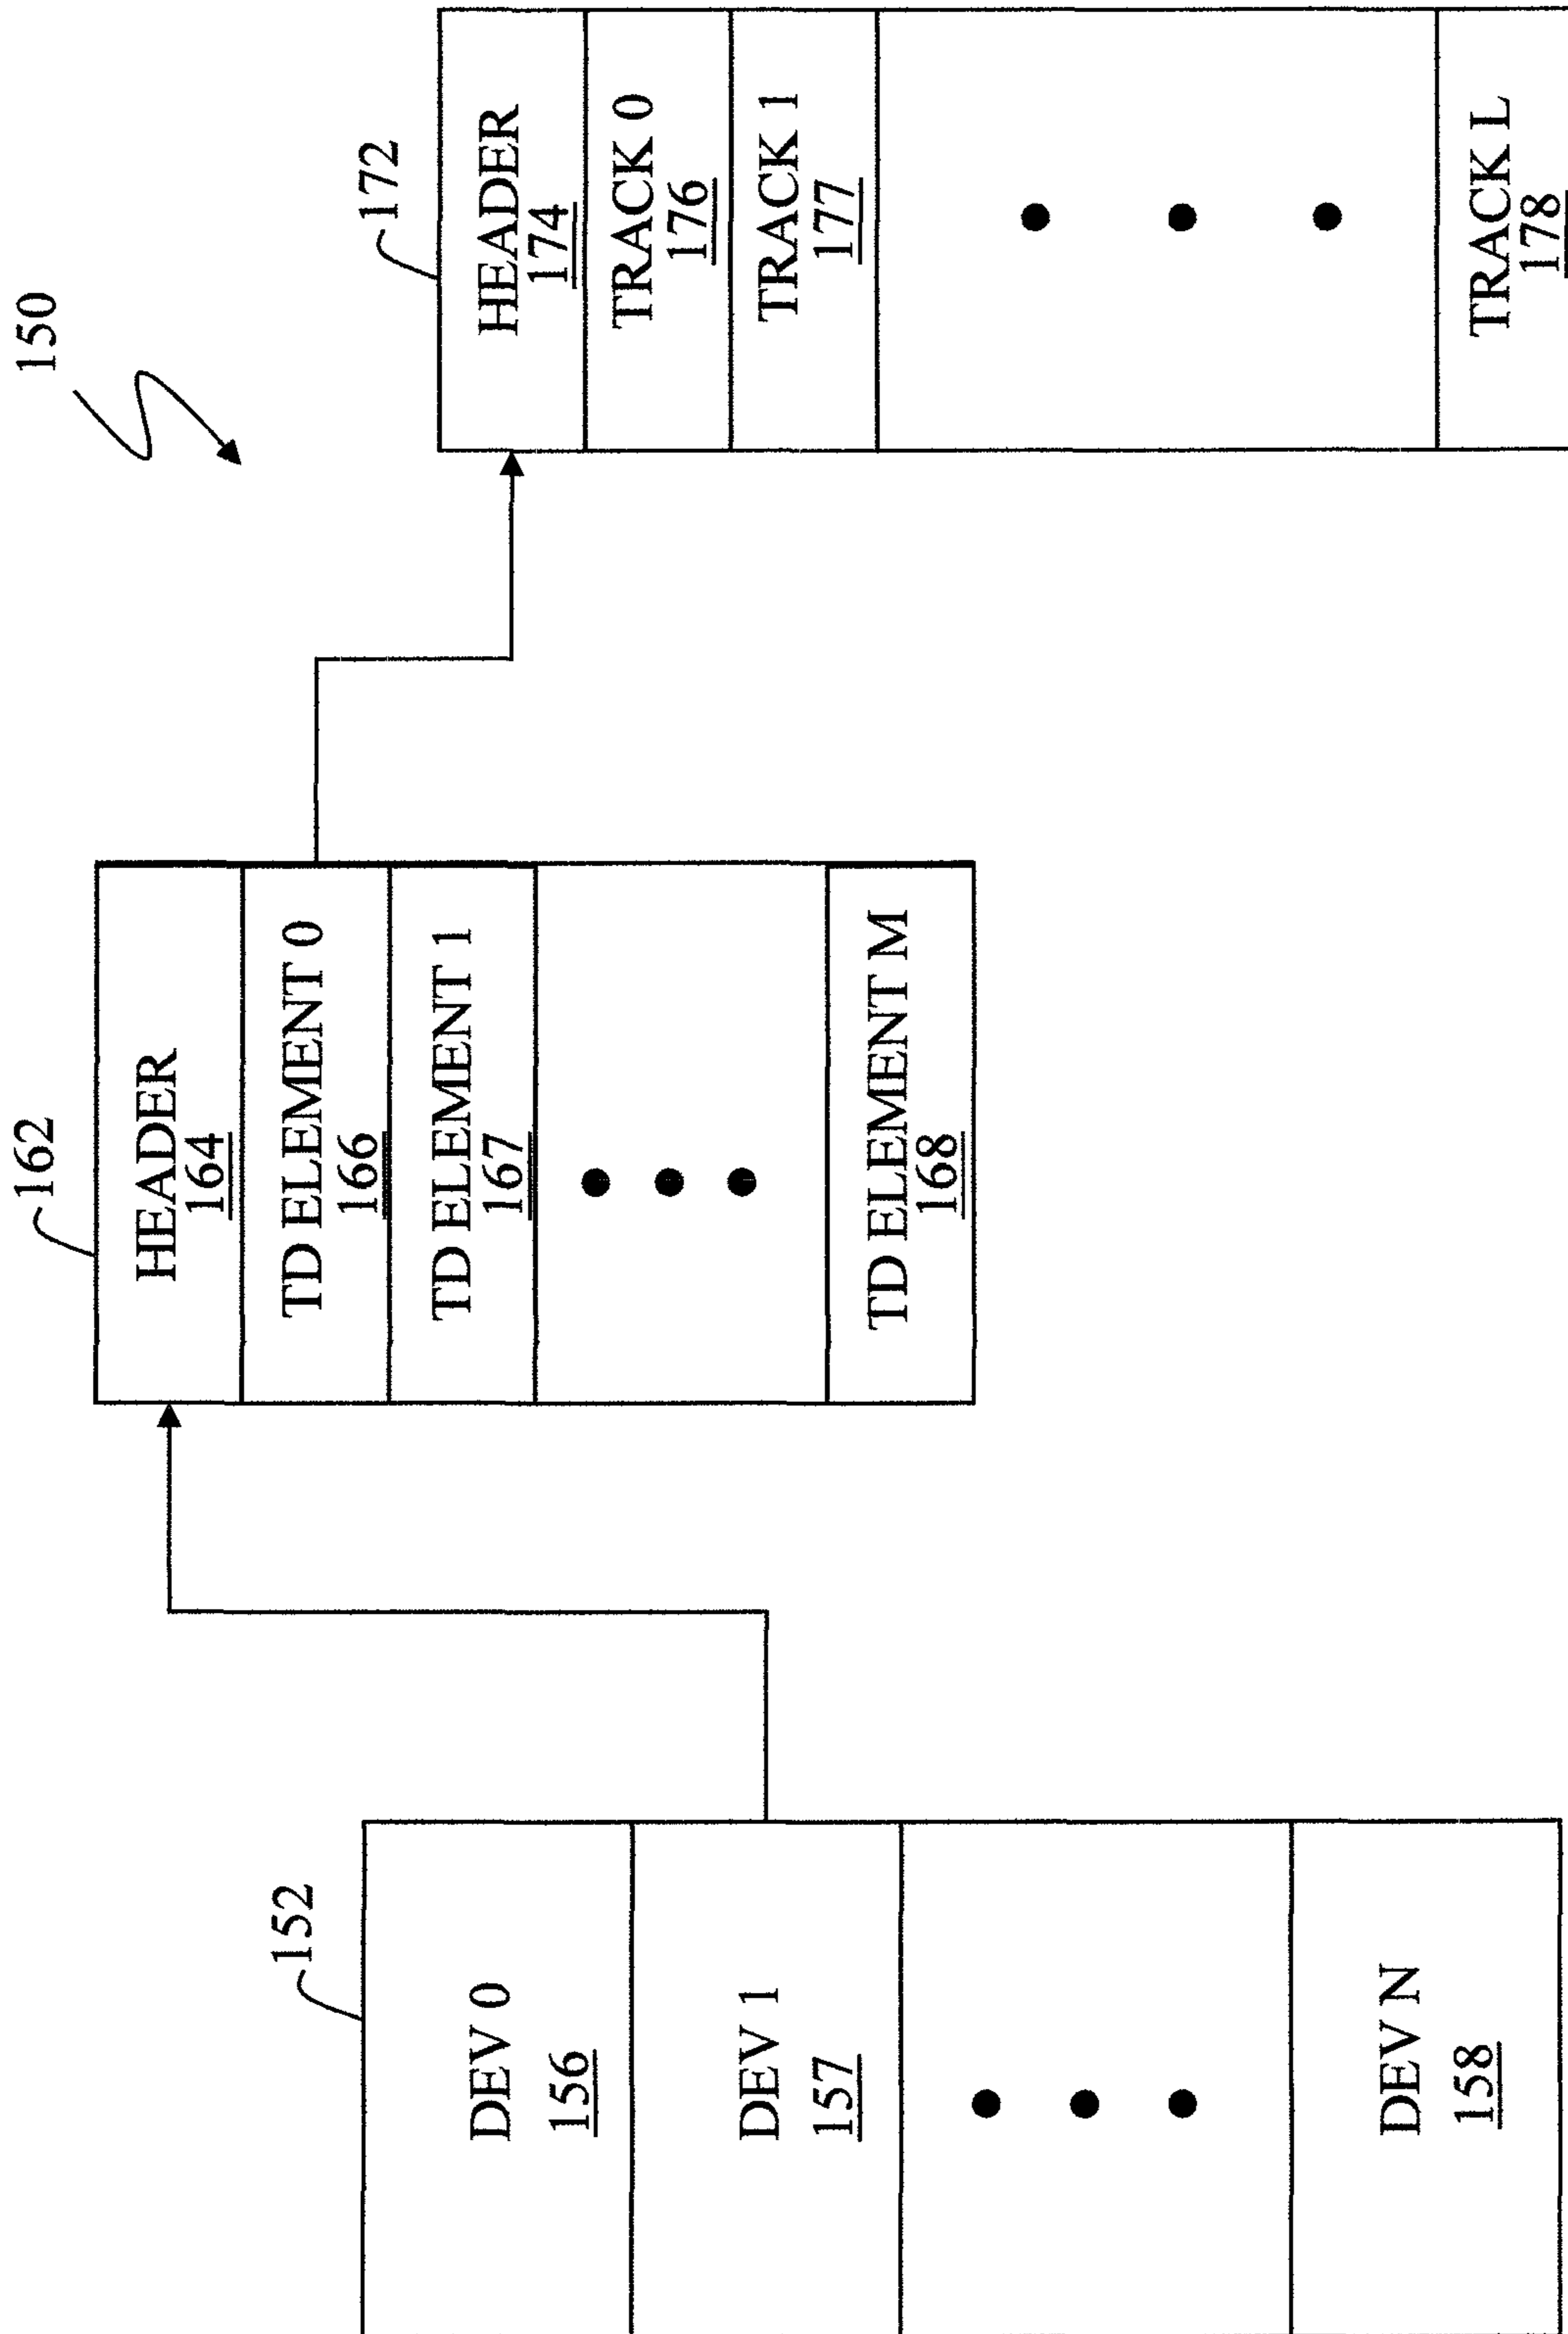 150
152
DEV 0
156
DEV 1
157
DEV N
158
162
HEADER
164
TD ELEMENT 0
166
TD ELEMENT 1
167
TD ELEMENT M
168
172
HEADER
174
TRACK 0
176
TRACK 1
177
TRACK L
178